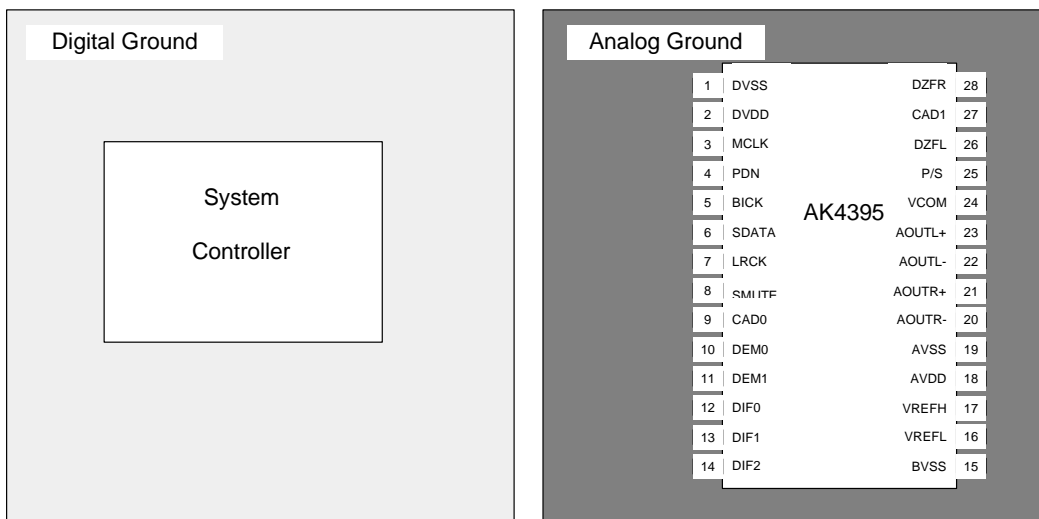 Digital Ground
System
Controller
Analog Ground
AK4395
1 DVSS
2 DVDD
3 MCLK
4 PDN
5 BICK
6 SDATA
7 LRCK
8 SMUTE
9 CAD0
10 DEM0
11 DEM1
12 DIF0
13 DIF1
14 DIF2
DZFR 28
CAD1 27
DZFL 26
P/S 25
VCOM 24
AOUTL+ 23
AOUTL- 22
AOUTR+ 21
AOUTR- 20
AVSS 19
AVDD 18
VREFH 17
VREFL 16
BVSS 15